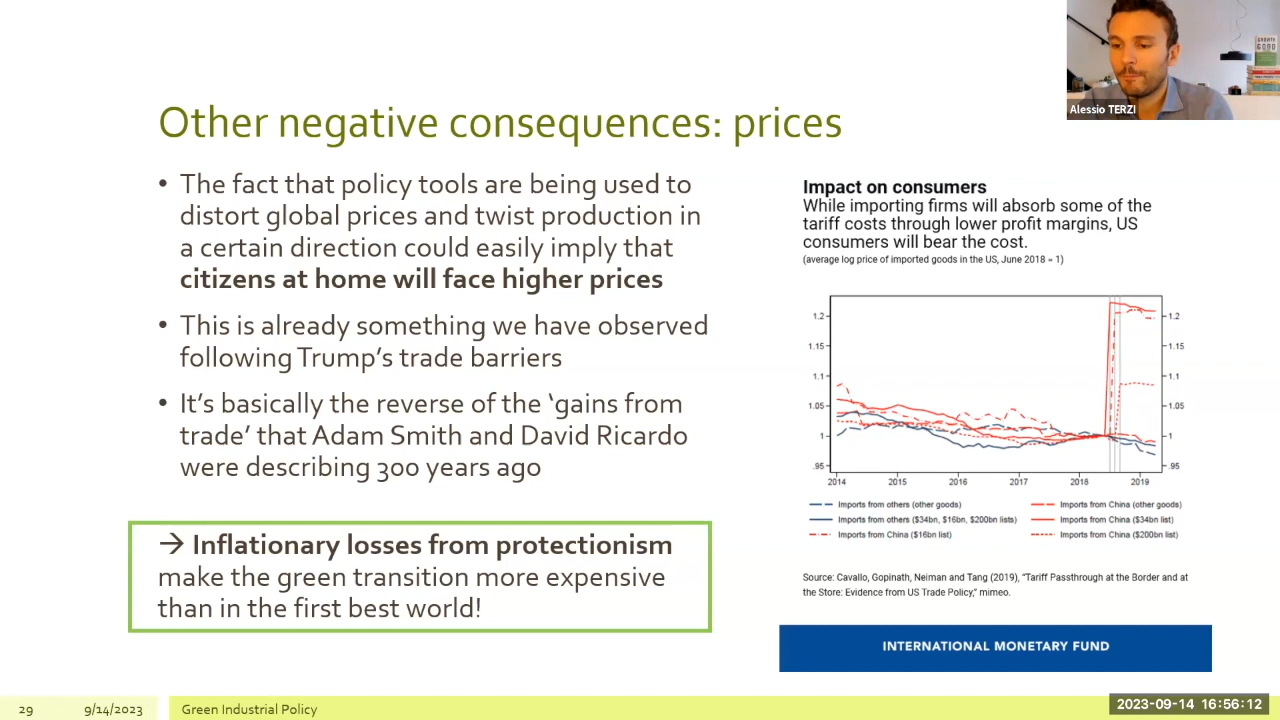 Alessio TERZI
GROWTH
GOOD
Other negative consequences: prices
• The fact that policy tools are being used to
distort global prices and twist production in
a certain direction could easily imply that
citizens at home will face higher prices
• This is already something we have observed
following Trump's trade barriers
• It's basically the reverse of the ‘gains from
trade’ that Adam Smith and David Ricardo
were describing 300 years ago
→ Inflationary losses from protectionism
make the green transition more expensive
than in the first best world!
Impact on consumers
While importing firms will absorb some of the
tariff costs through lower profit margins, US
consumers will bear the cost.
(average log price of imported goods in the US, June 2018 = 1)
1.2 1.2
1.15 1.15
1.1 1.1
1.05 1.05
1 1
.95 .95
2014 2015 2016 2017 2018 2019
Imports from others (other goods) Imports from China (other goods)
Imports from others ($34bn, $16bn, $200bn lists) Imports from China ($34bn list)
Imports from China ($16bn list) Imports from China ($200bn list)
Source: Cavallo, Gopinath, Neiman and Tang (2019), "Tariff Passthrough at the Border and at
the Store: Evidence from US Trade Policy," mimeo.
INTERNATIONAL MONETARY FUND
29 9/14/2023 Green Industrial Policy
2023-09-14 16:56:12